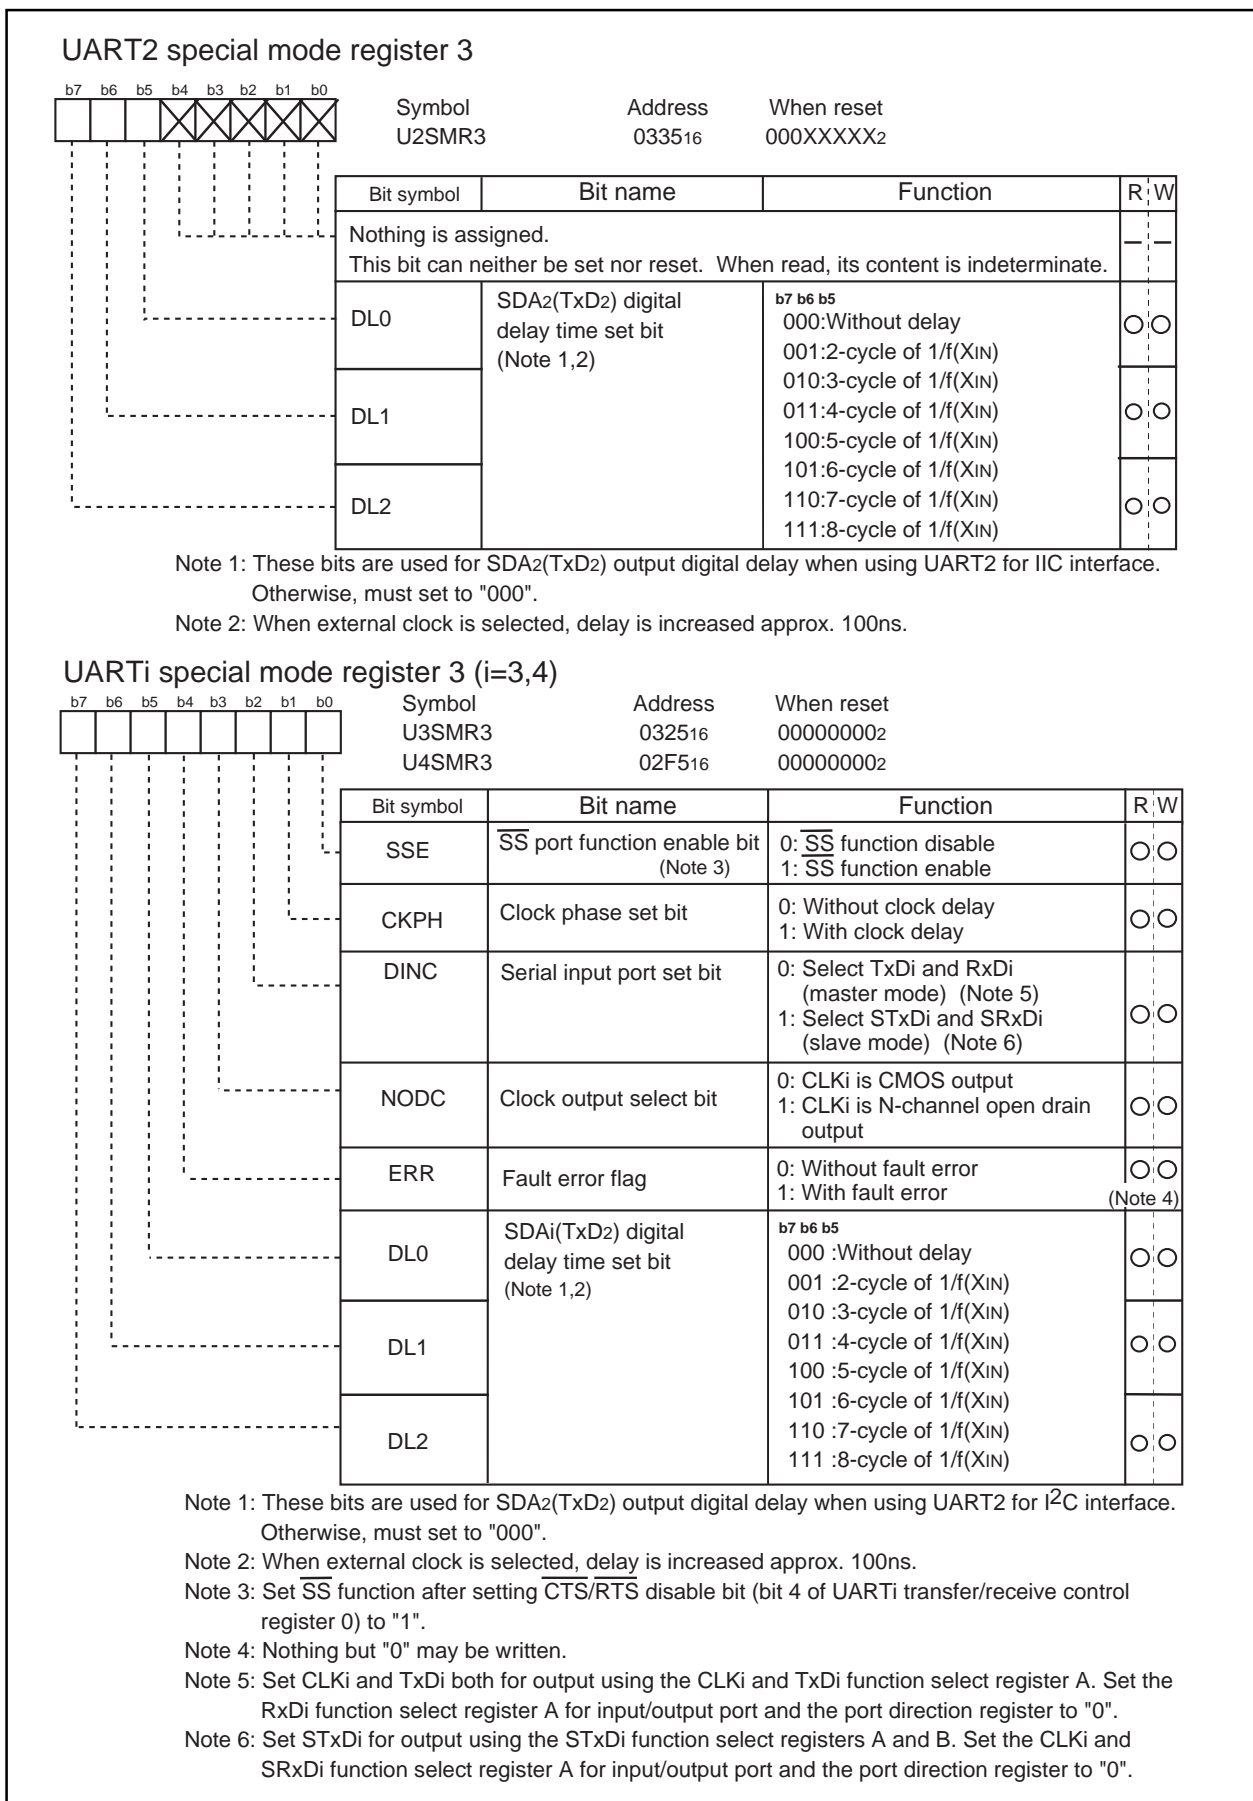 UART2 special mode register 3
b7 b6 b5 b4 b3 b2 b1 b0
Symbol Address When reset
U2SMR3 033516 000XXXXX2
Bit symbol Bit name Function R W
Nothing is assigned.
This bit can neither be set nor reset. When read, its content is indeterminate.
— —
DL0
SDA2(TxD2) digital
delay time set bit
(Note 1,2)
b7 b6 b5
000:Without delay
001:2-cycle of 1/f(XIN)
010:3-cycle of 1/f(XIN)
011:4-cycle of 1/f(XIN)
100:5-cycle of 1/f(XIN)
101:6-cycle of 1/f(XIN)
110:7-cycle of 1/f(XIN)
111:8-cycle of 1/f(XIN)
DL1
DL2
Note 1: These bits are used for SDA2(TxD2) output digital delay when using UART2 for IIC interface.
Otherwise, must set to "000".
Note 2: When external clock is selected, delay is increased approx. 100ns.
UARTi special mode register 3 (i=3,4)
b7 b6 b5 b4 b3 b2 b1 b0
Symbol Address When reset
U3SMR3 032516 000000002
U4SMR3 02F516 000000002
Bit symbol Bit name Function R W
SSE
SS port function enable bit
(Note 3)
0: SS function disable
1: SS function enable
CKPH
Clock phase set bit
0: Without clock delay
1: With clock delay
DINC
Serial input port set bit
0: Select TxDi and RxDi
(master mode) (Note 5)
1: Select STxDi and SRxDi
(slave mode) (Note 6)
NODC
Clock output select bit
0: CLKi is CMOS output
1: CLKi is N-channel open drain
output
ERR
Fault error flag
0: Without fault error
1: With fault error
(Note 4)
DL0
SDAi(TxD2) digital
delay time set bit
(Note 1,2)
b7 b6 b5
000 :Without delay
001 :2-cycle of 1/f(XIN)
010 :3-cycle of 1/f(XIN)
011 :4-cycle of 1/f(XIN)
100 :5-cycle of 1/f(XIN)
101 :6-cycle of 1/f(XIN)
110 :7-cycle of 1/f(XIN)
111 :8-cycle of 1/f(XIN)
DL1
DL2
Note 1: These bits are used for SDA2(TxD2) output digital delay when using UART2 for I2C interface.
Otherwise, must set to "000".
Note 2: When external clock is selected, delay is increased approx. 100ns.
Note 3: Set SS function after setting CTS/RTS disable bit (bit 4 of UARTi transfer/receive control
register 0) to "1".
Note 4: Nothing but "0" may be written.
Note 5: Set CLKi and TxDi both for output using the CLKi and TxDi function select register A. Set the
RxDi function select register A for input/output port and the port direction register to "0".
Note 6: Set STxDi for output using the STxDi function select registers A and B. Set the CLKi and
SRxDi function select register A for input/output port and the port direction register to "0".